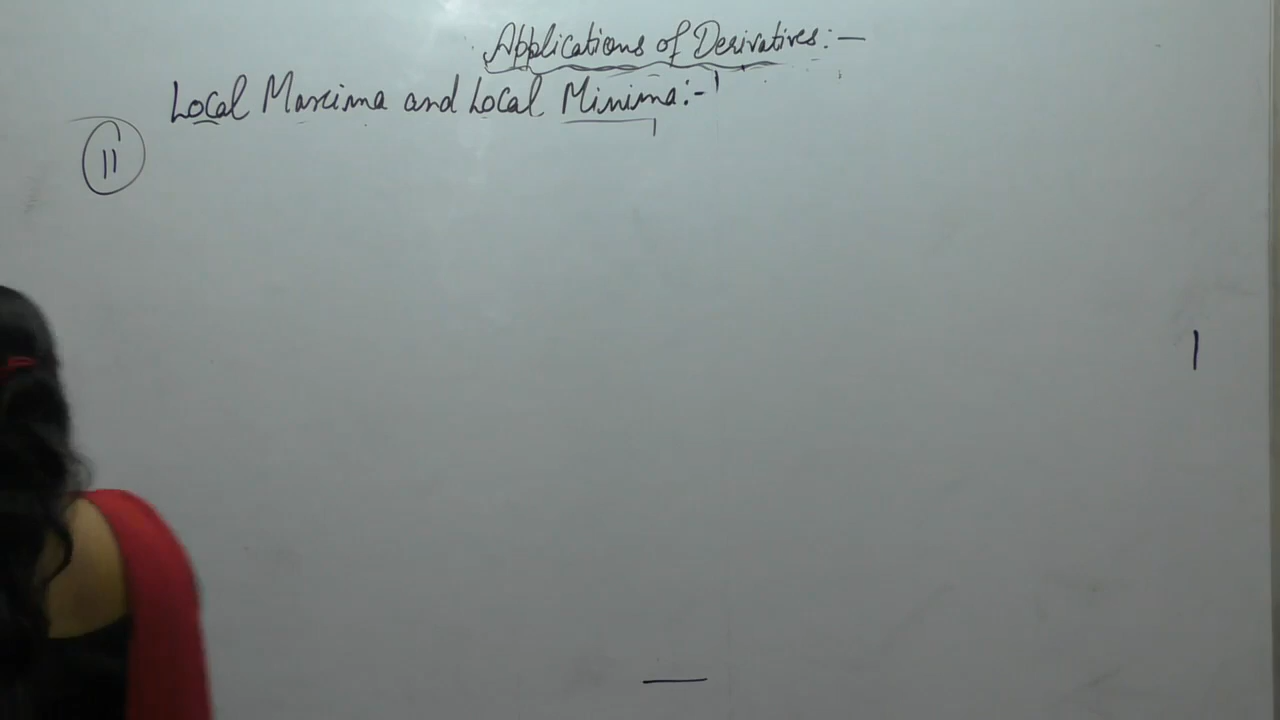 Applications of Derivatives:-
Local Maxima and Local Minima:-
11